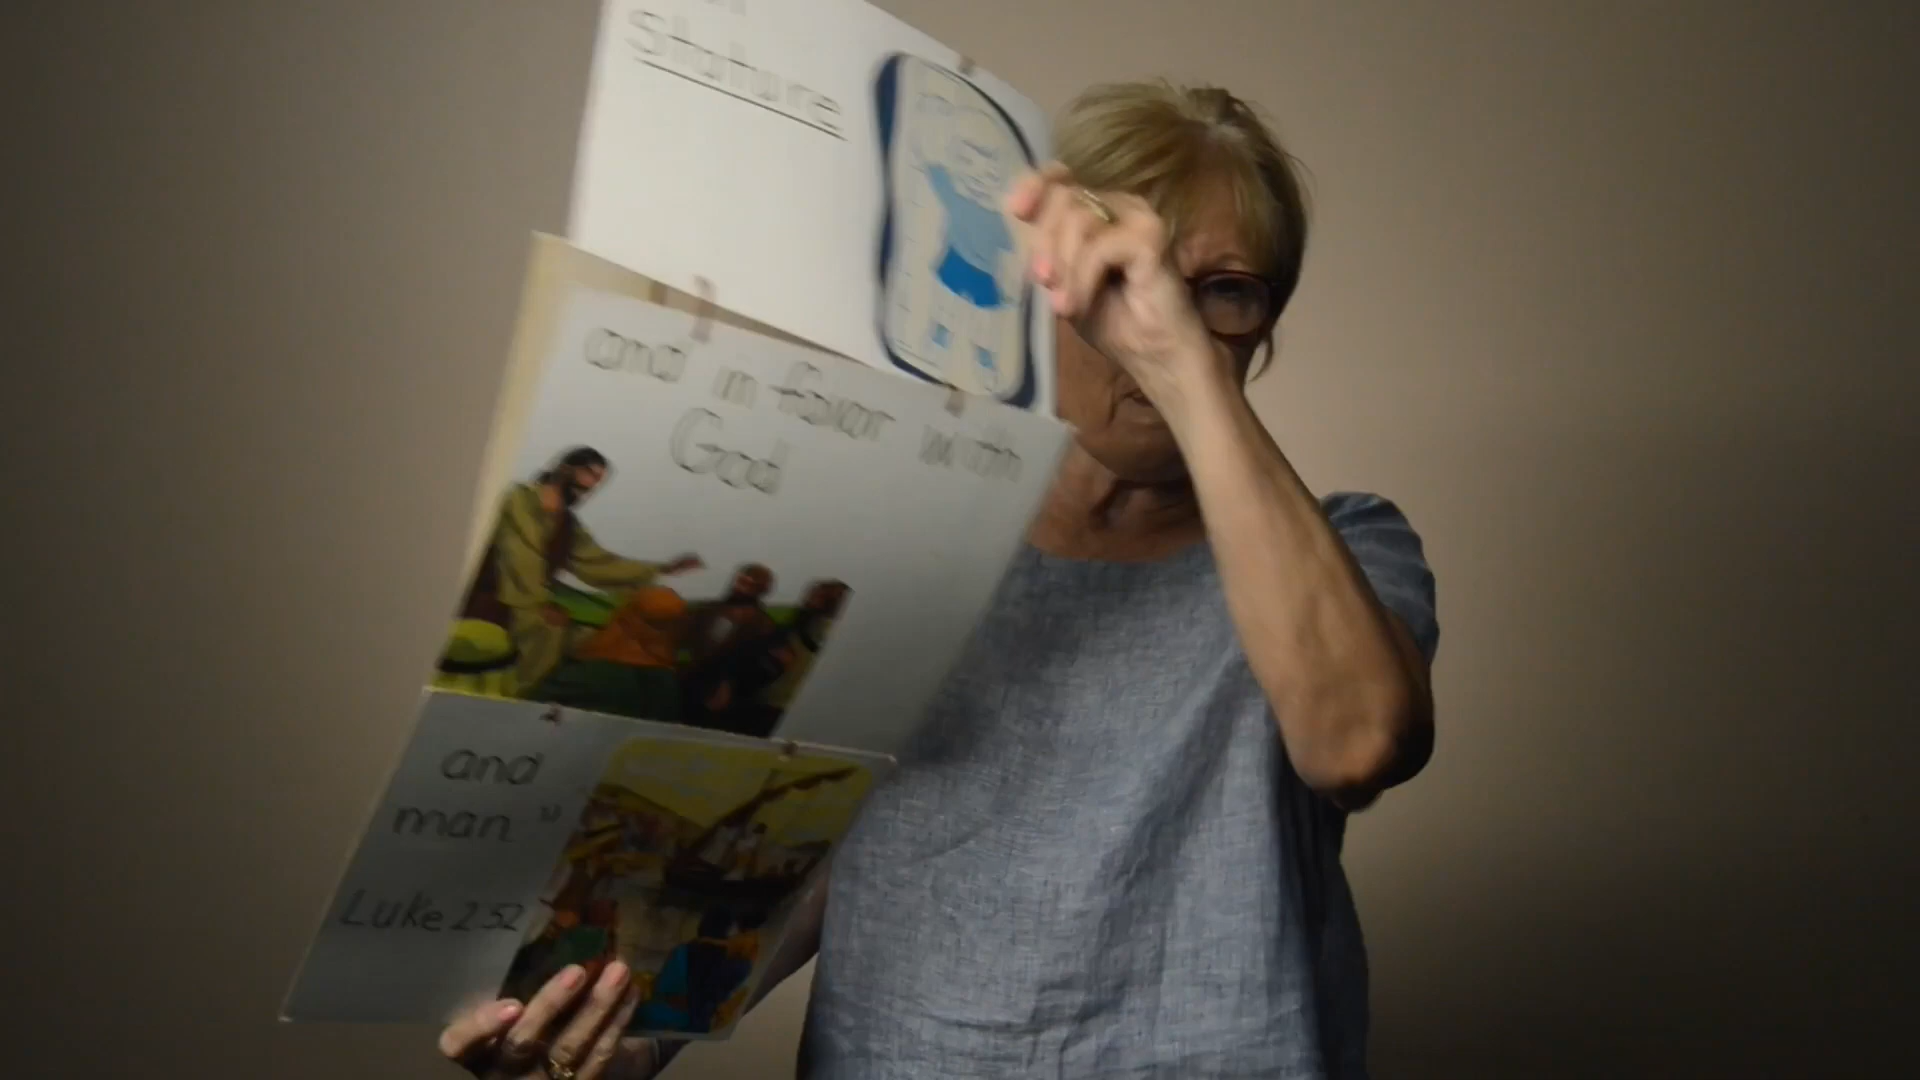 Stature
and in favor with
God
and
man"
Luke 2:52